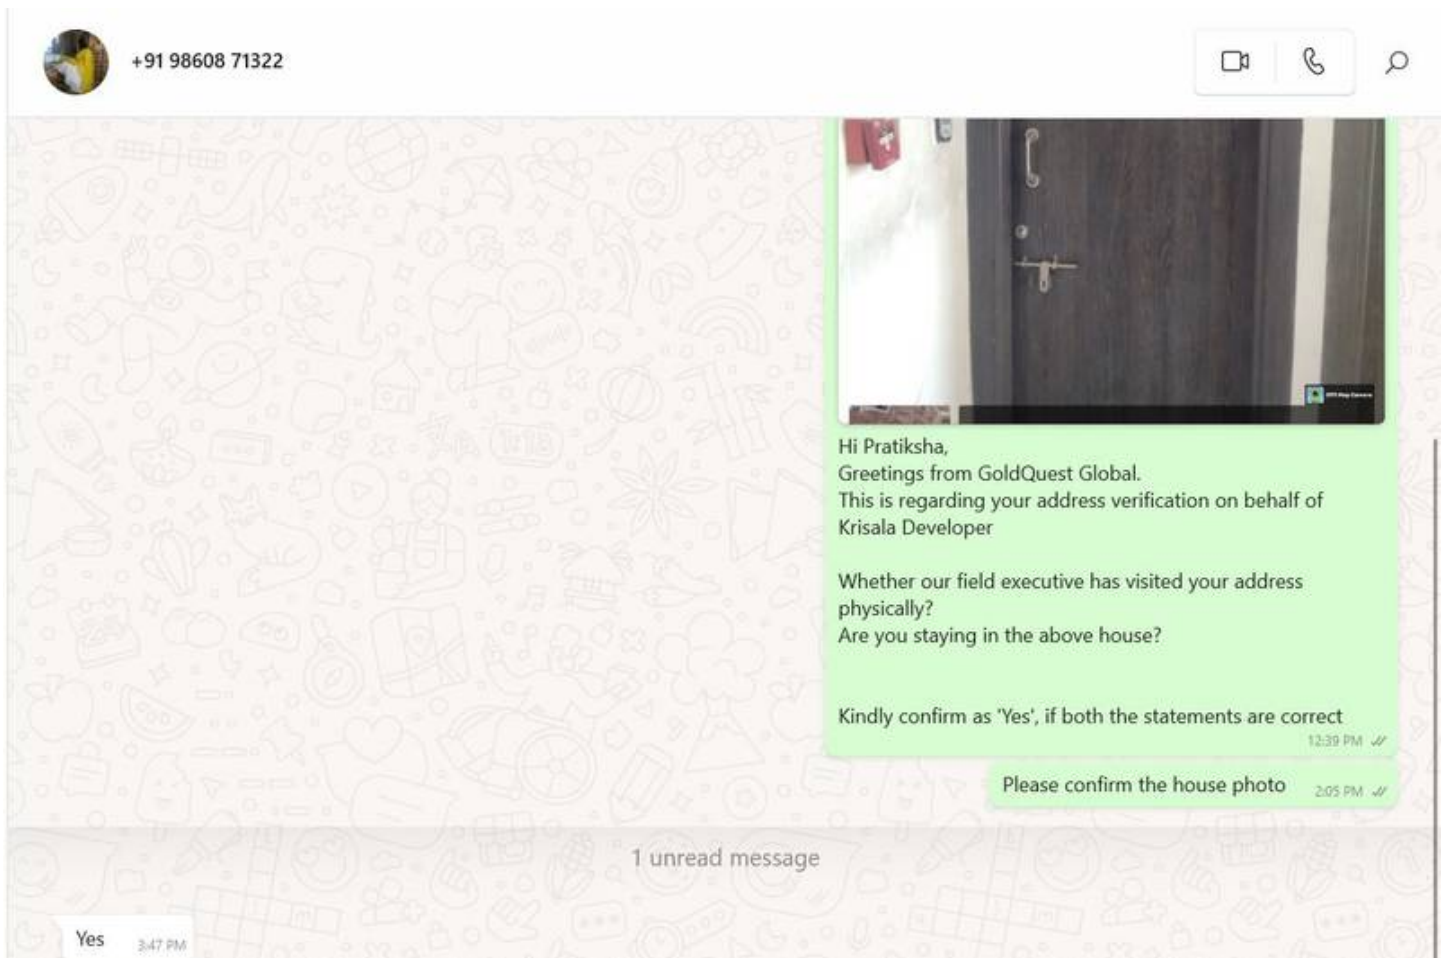 +91 98608 71322
Hi Pratiksha,
Greetings from GoldQuest Global.
This is regarding your address verification on behalf of
Krisala Developer
Whether our field executive has visited your address
physically?
Are you staying in the above house?
Kindly confirm as 'Yes', if both the statements are correct
12:39 PM
Please confirm the house photo
2:05 PM
1 unread message
Yes
3:47 PM